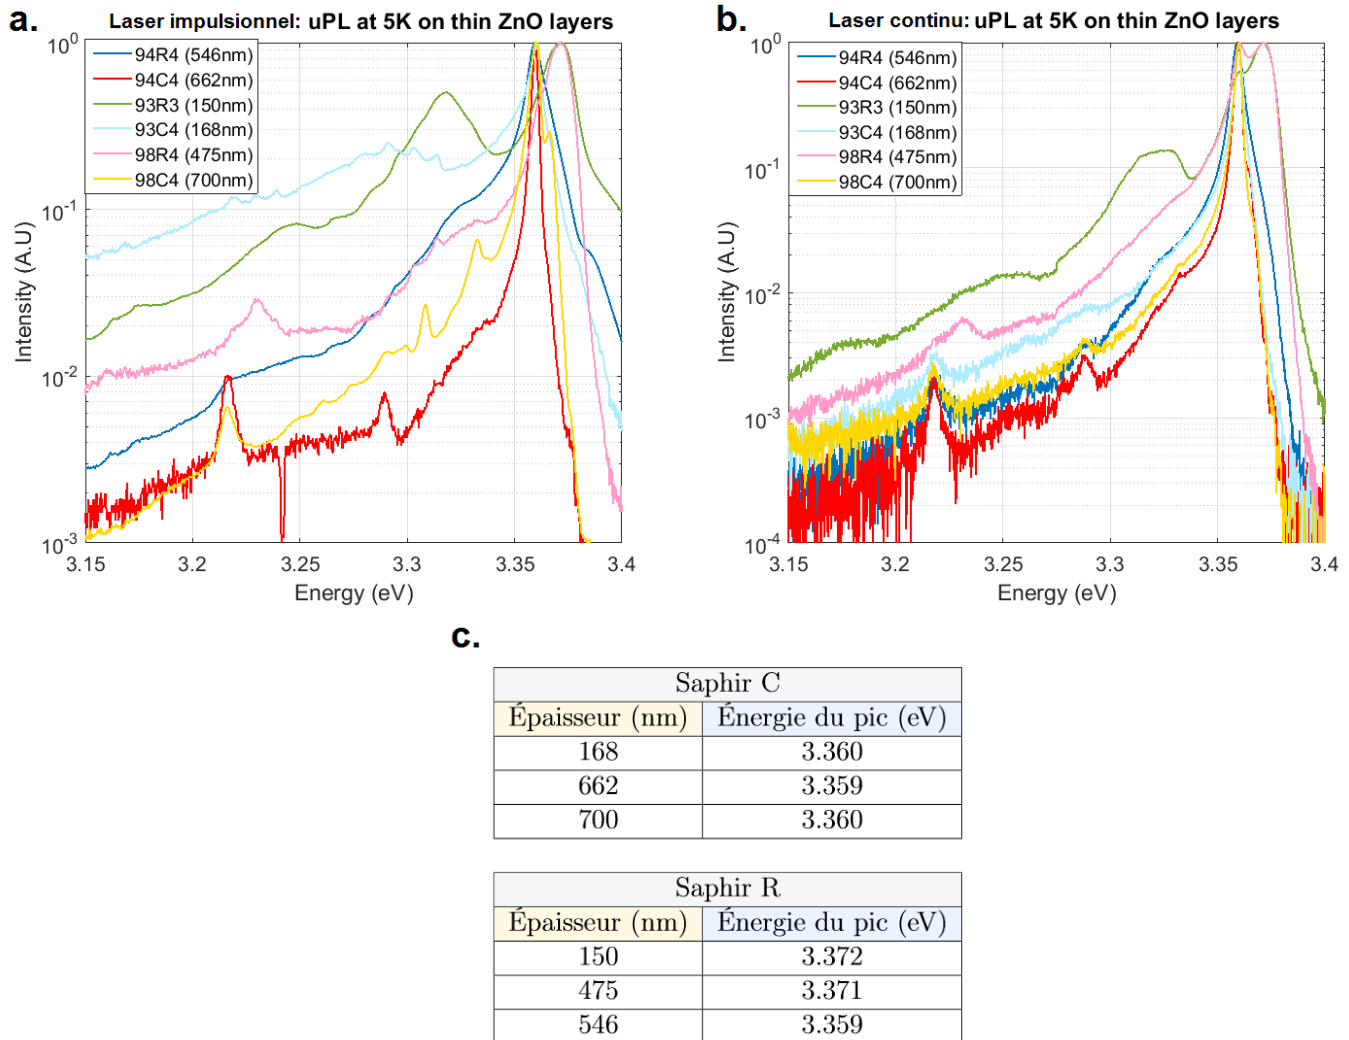 a.
Laser impulsionnel: uPL at 5K on thin ZnO layers
10^0
94R4 (546nm)
94C4 (662nm)
93R3 (150nm)
93C4 (168nm)
98R4 (475nm)
98C4 (700nm)
10^-1
10^-2
10^-3
Intensity (A.U)
3.15
3.2
3.25
3.3
3.35
3.4
Energy (eV)
b.
Laser continu: uPL at 5K on thin ZnO layers
10^0
94R4 (546nm)
94C4 (662nm)
93R3 (150nm)
93C4 (168nm)
98R4 (475nm)
98C4 (700nm)
10^-1
10^-2
10^-3
10^-4
Intensity (A.U)
3.15
3.2
3.25
3.3
3.35
3.4
Energy (eV)
c.
Saphir C
Épaisseur (nm) Énergie du pic (eV)
168 3.360
662 3.359
700 3.360
Saphir R
Épaisseur (nm) Énergie du pic (eV)
150 3.372
475 3.371
546 3.359